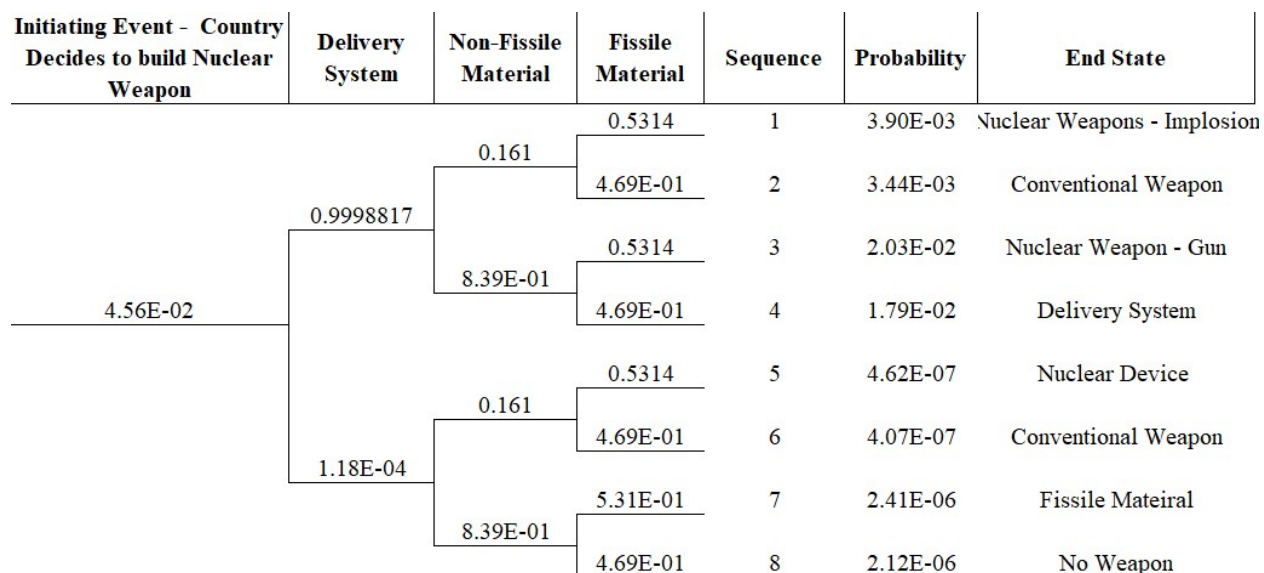 Initiating Event - Country Decides to build Nuclear Weapon
Delivery System
Non-Fissile Material
Fissile Material
Sequence
Probability
End State
0.5314 1 3.90E-03 Nuclear Weapons - Implosion
0.161
4.69E-01 2 3.44E-03 Conventional Weapon
0.9998817
0.5314 3 2.03E-02 Nuclear Weapon - Gun
8.39E-01
4.56E-02 4.69E-01 4 1.79E-02 Delivery System
0.5314 5 4.62E-07 Nuclear Device
0.161
4.69E-01 6 4.07E-07 Conventional Weapon
1.18E-04
5.31E-01 7 2.41E-06 Fissile Mateiral
8.39E-01
4.69E-01 8 2.12E-06 No Weapon